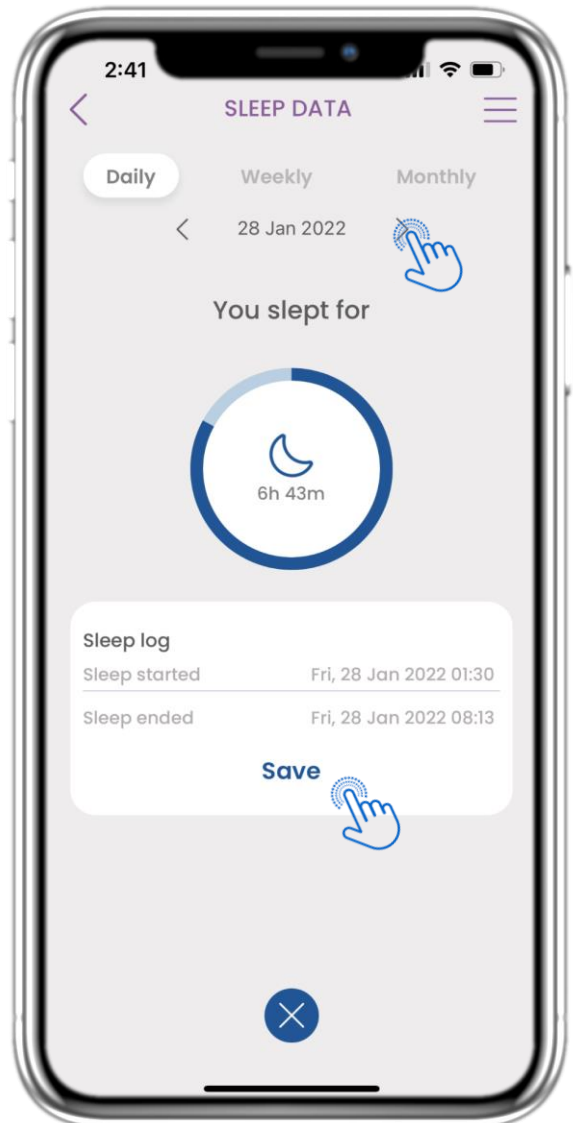 2:41
SLEEP DATA
Daily Weekly Monthly
28 Jan 2022
You slept for
6h 43m
Sleep log
Sleep started Fri, 28 Jan 2022 01:30
Sleep ended Fri, 28 Jan 2022 08:13
Save